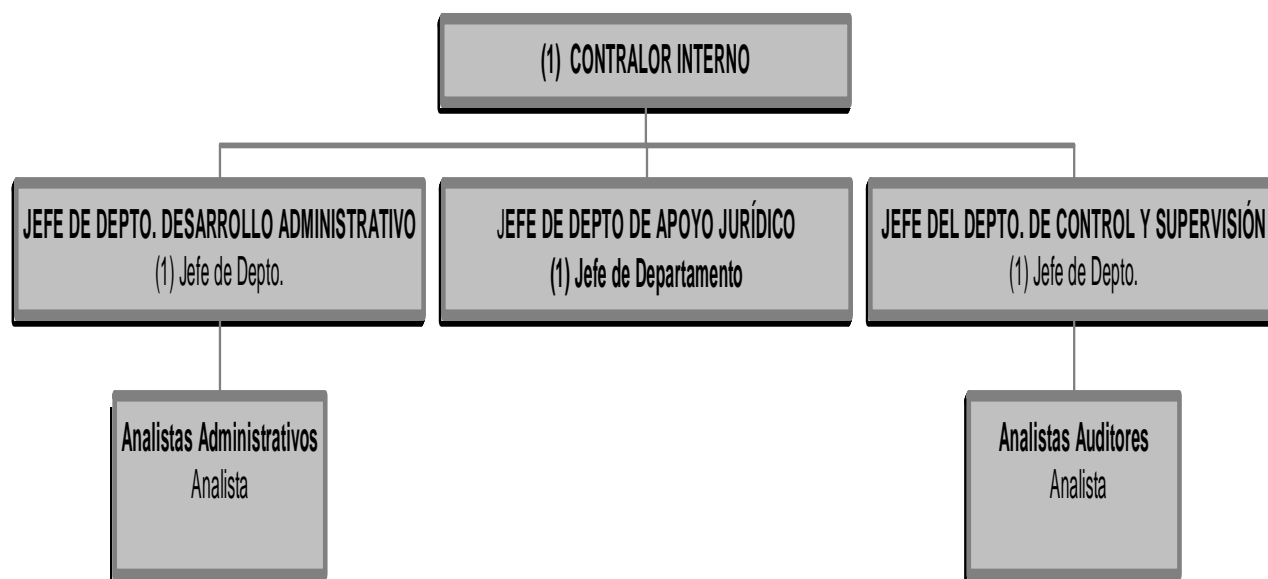 (1) CONTRALOR INTERNO
JEFE DE DEPTO. DESARROLLO ADMINISTRATIVO
(1) Jefe de Depto.
JEFE DE DEPTO DE APOYO JURÍDICO
(1) Jefe de Departamento
JEFE DEL DEPTO. DE CONTROL Y SUPERVISIÓN
(1) Jefe de Depto.
Analistas Administrativos
Analista
Analistas Auditores
Analista